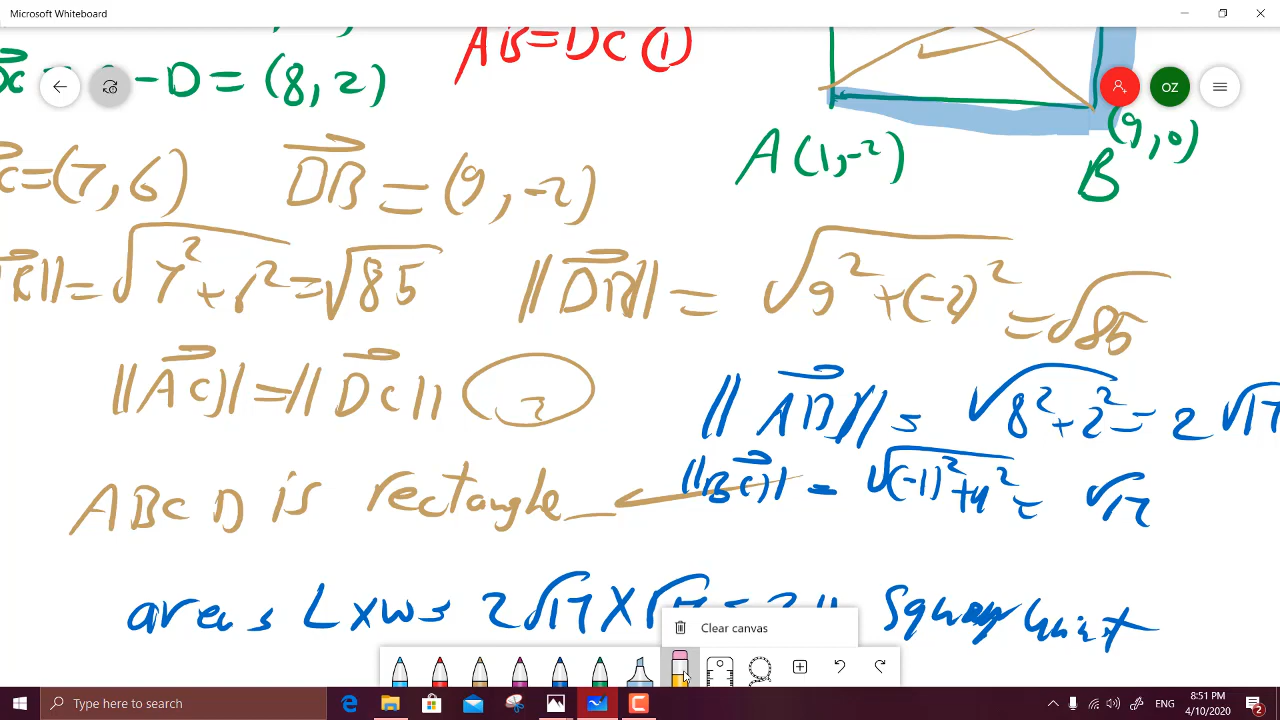 Microsoft Whiteboard
AB=DC (1)
-D = (8, 2)
OZ
(9, 0)
A(1, -2)
B
C=(7, 6)
DB = (9, -2)
||= √7²+6² = √85
||DB|| = √9²+(-2)² = √85
||AC|| = ||DC|| 2
||AB|| = √8²+2² = 2√17
ABCD is rectangle
||BC|| = √(-1)²+4² = √17
area = L x w = 2√17 X √17 = 34 square unit
Clear canvas
Type here to search
ENG
8:51 PM
4/10/2020
2